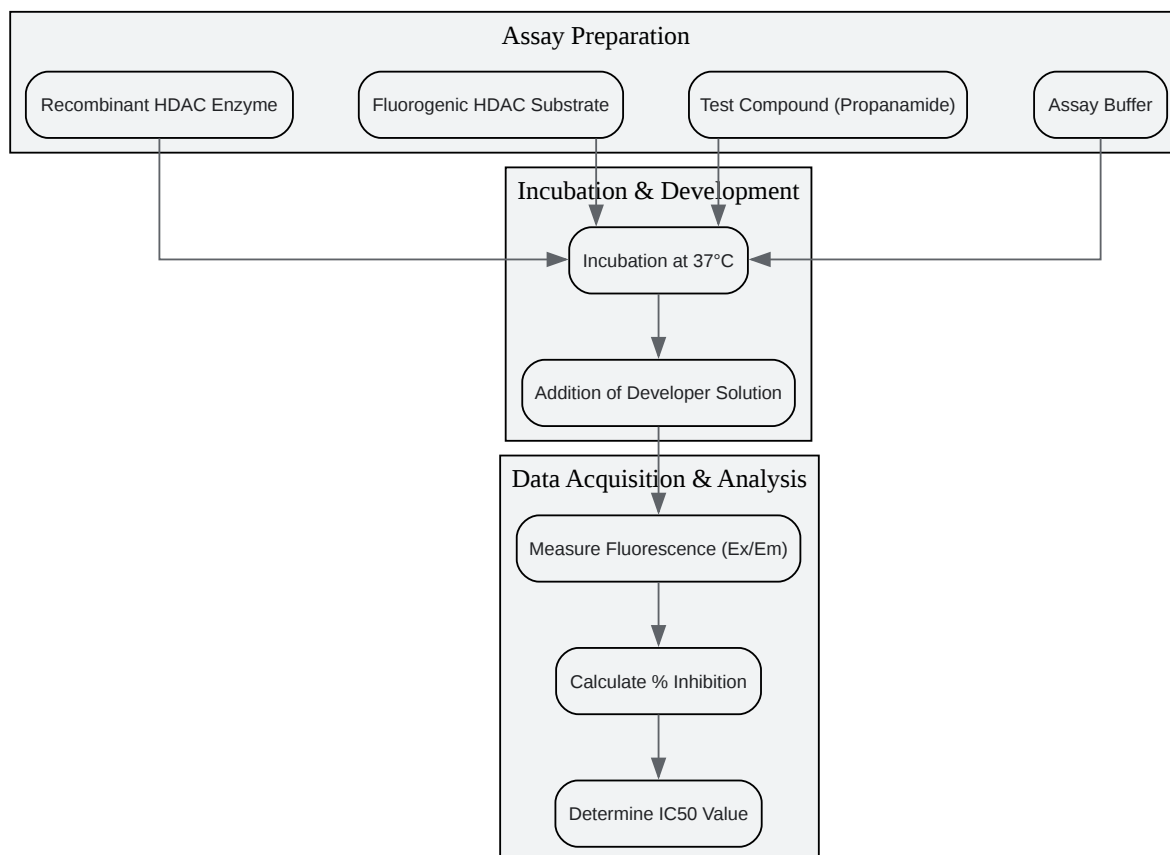 Assay Preparation
Recombinant HDAC Enzyme
Fluorogenic HDAC Substrate
Test Compound (Propanamide)
Assay Buffer
Incubation & Development
Incubation at 37°C
Addition of Developer Solution
Data Acquisition & Analysis
Measure Fluorescence (Ex/Em)
Calculate % Inhibition
Determine IC50 Value